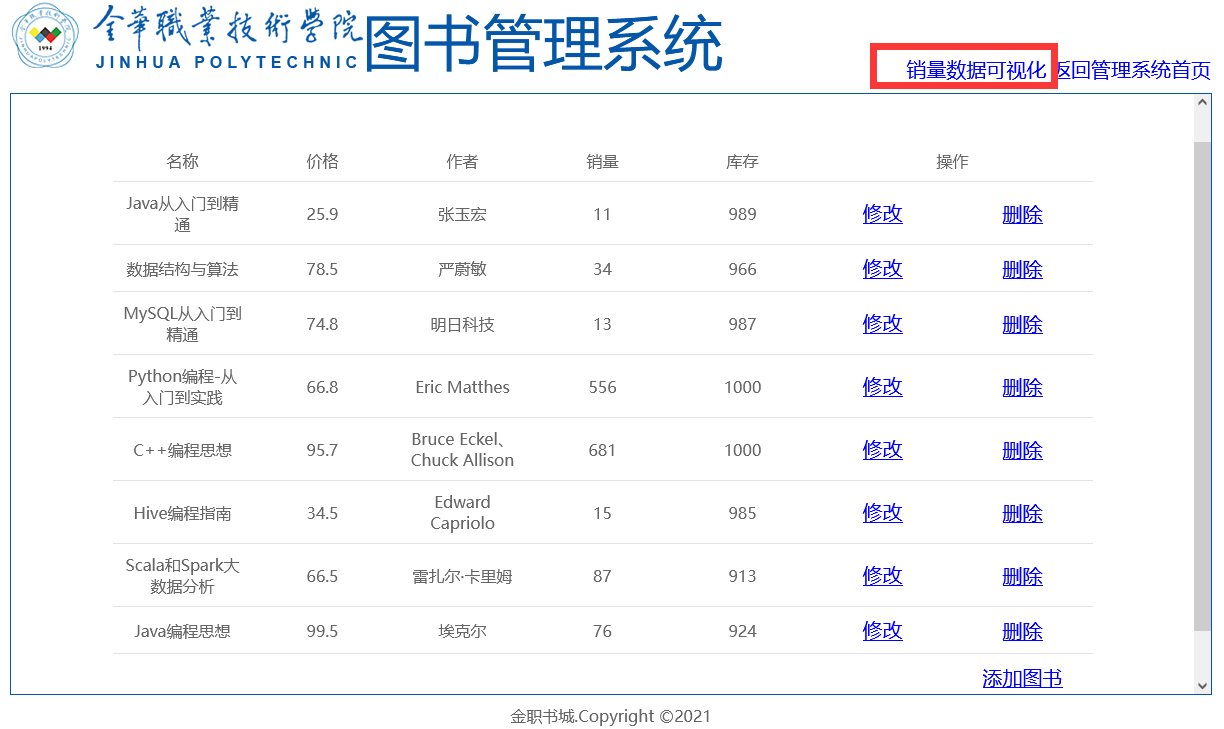 金華職業技術學院
JINHUA POLYTECHNIC
1994
图书管理系统
销量数据可视化 返回管理系统首页
名称 价格 作者 销量 库存 操作
Java从入门到精
通 25.9 张玉宏 11 989 修改 删除
数据结构与算法 78.5 严蔚敏 34 966 修改 删除
MySQL从入门到
精通 74.8 明日科技 13 987 修改 删除
Python编程-从
入门到实践 66.8 Eric Matthes 556 1000 修改 删除
C++编程思想 95.7 Bruce Eckel、
Chuck Allison 681 1000 修改 删除
Hive编程指南 34.5 Edward
Capriolo 15 985 修改 删除
Scala和Spark大
数据分析 66.5 雷扎尔·卡里姆 87 913 修改 删除
Java编程思想 99.5 埃克尔 76 924 修改 删除
添加图书
金职书城.Copyright ©2021